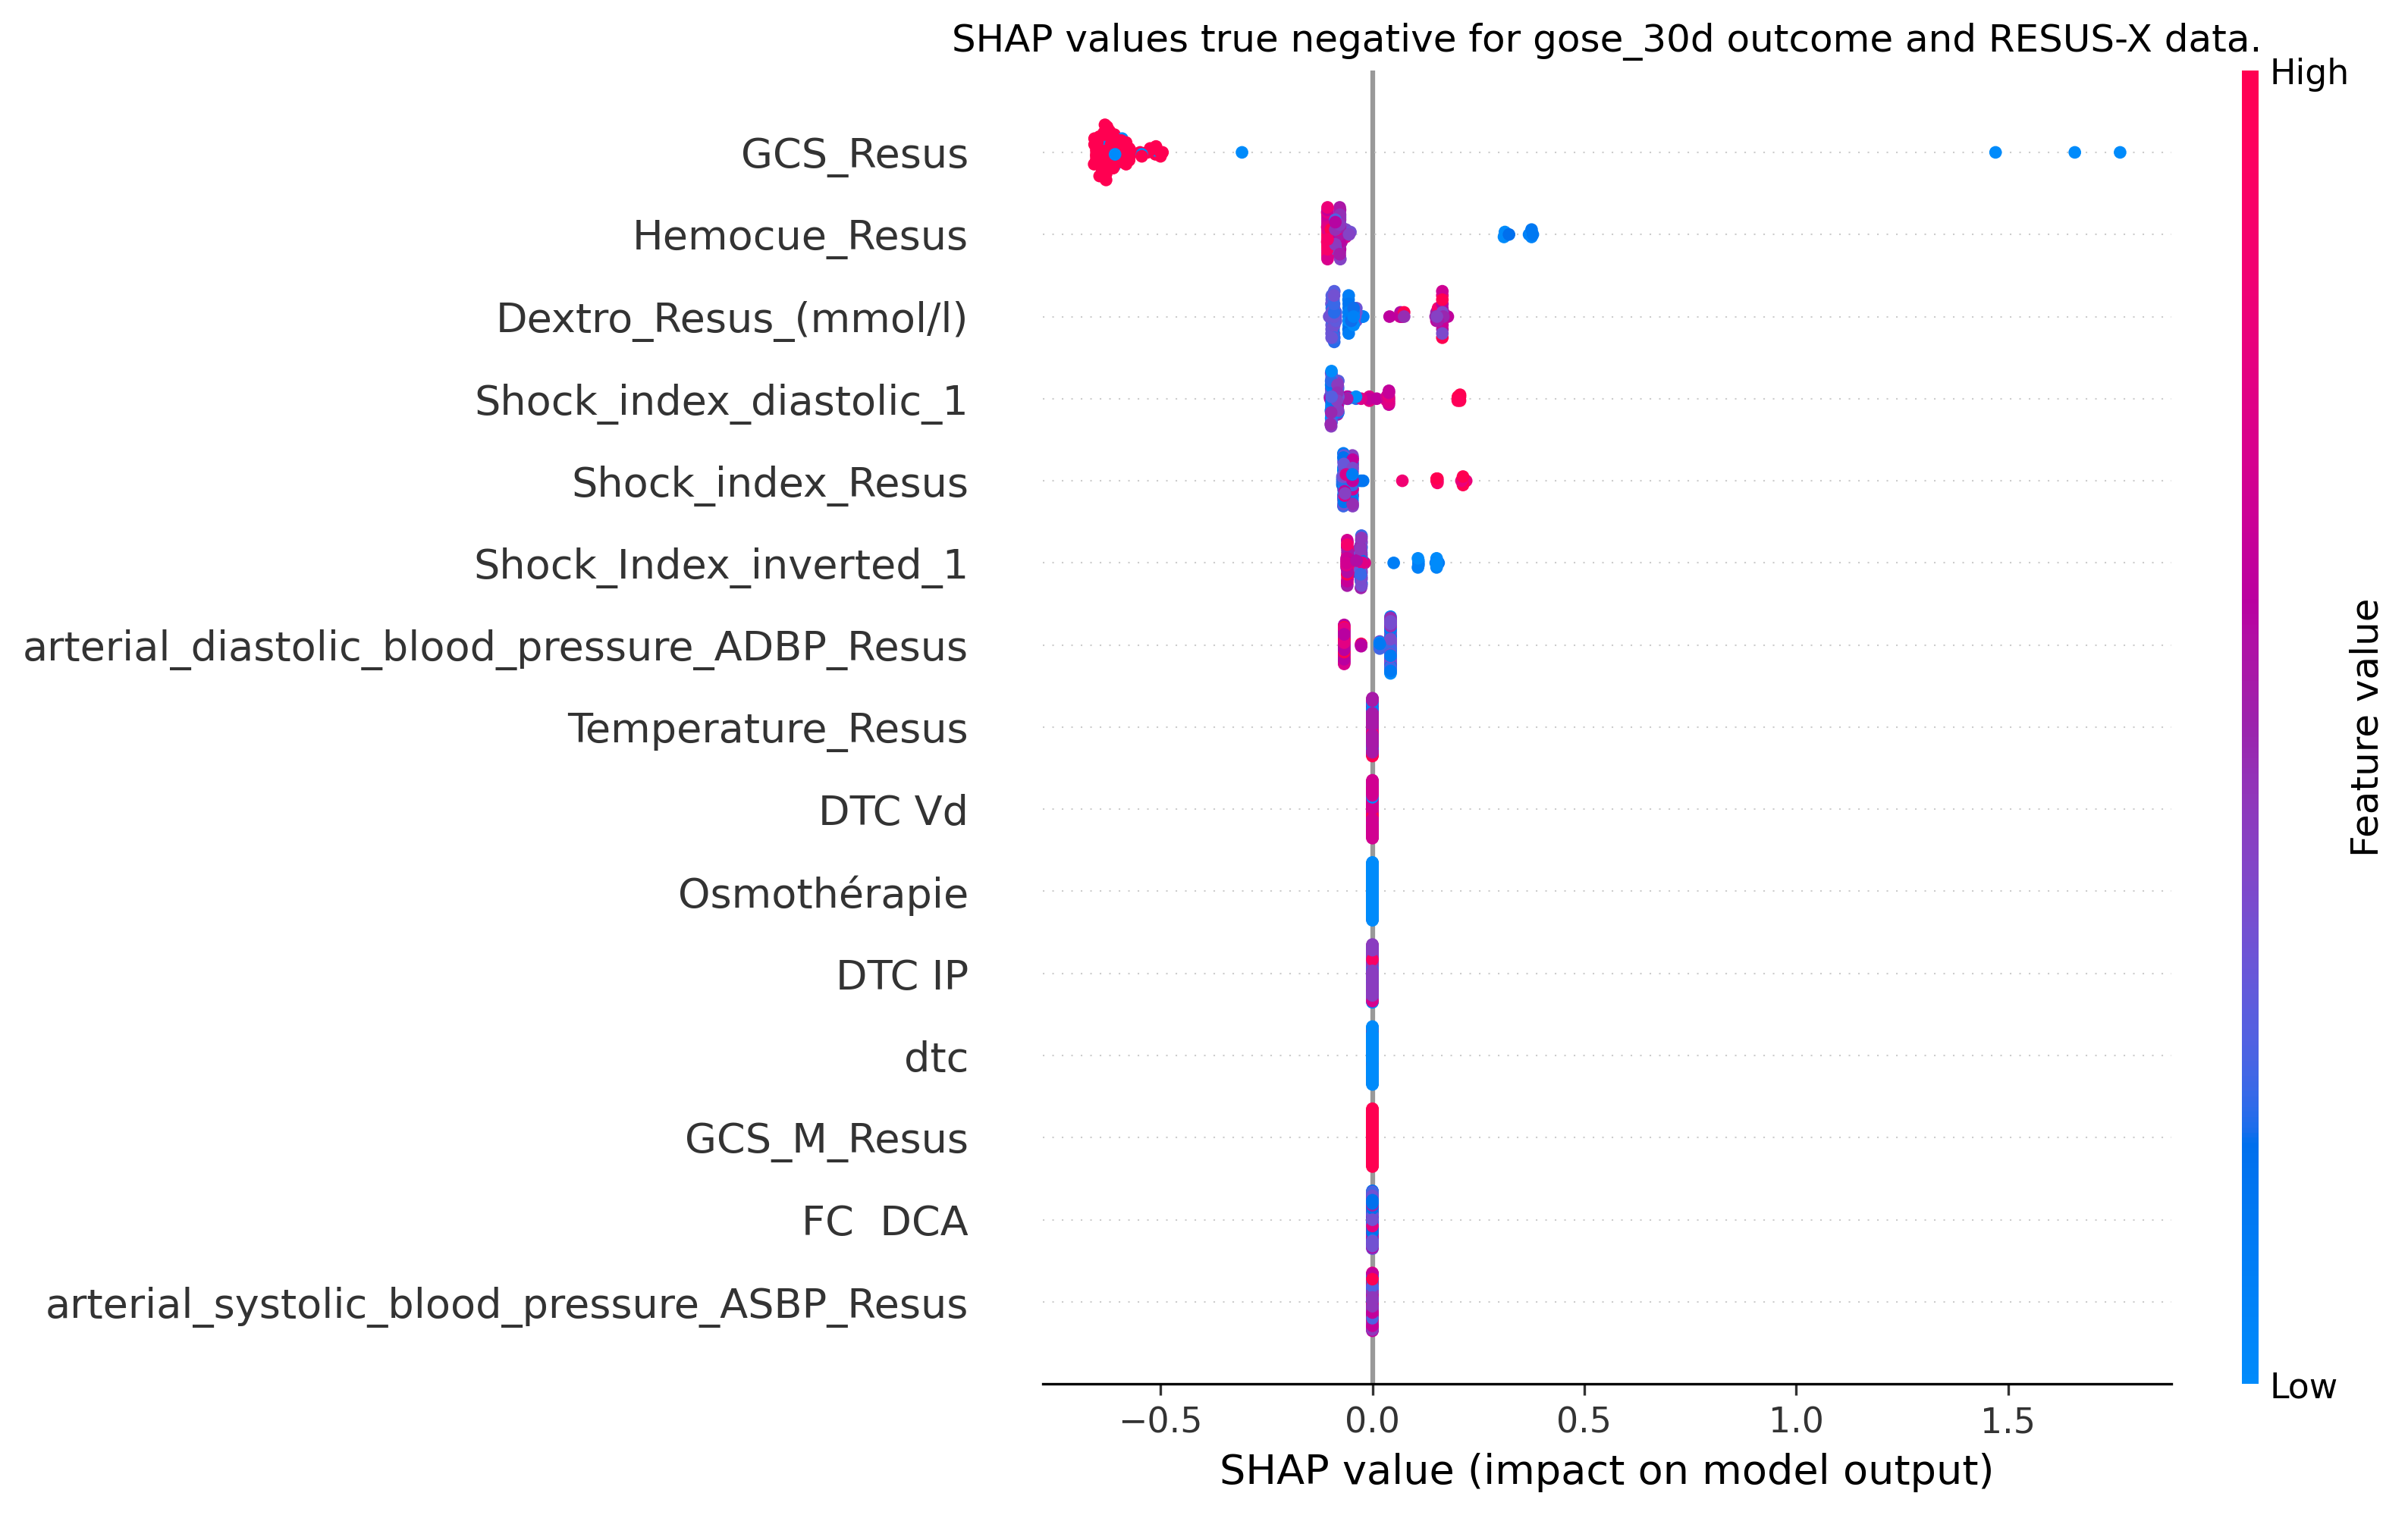 SHAP values true negative for gose_30d outcome and RESUS-X data.
High
GCS_Resus
Hemocue_Resus
Dextro_Resus_(mmol/l)
Shock_index_diastolic_1
Shock_index_Resus
Shock_Index_inverted_1
arterial_diastolic_blood_pressure_ADBP_Resus
Temperature_Resus
DTC Vd
Osmothérapie
DTC IP
dtc
GCS_M_Resus
FC  DCA
arterial_systolic_blood_pressure_ASBP_Resus
Feature value
Low
−0.5 0.0 0.5 1.0 1.5
SHAP value (impact on model output)